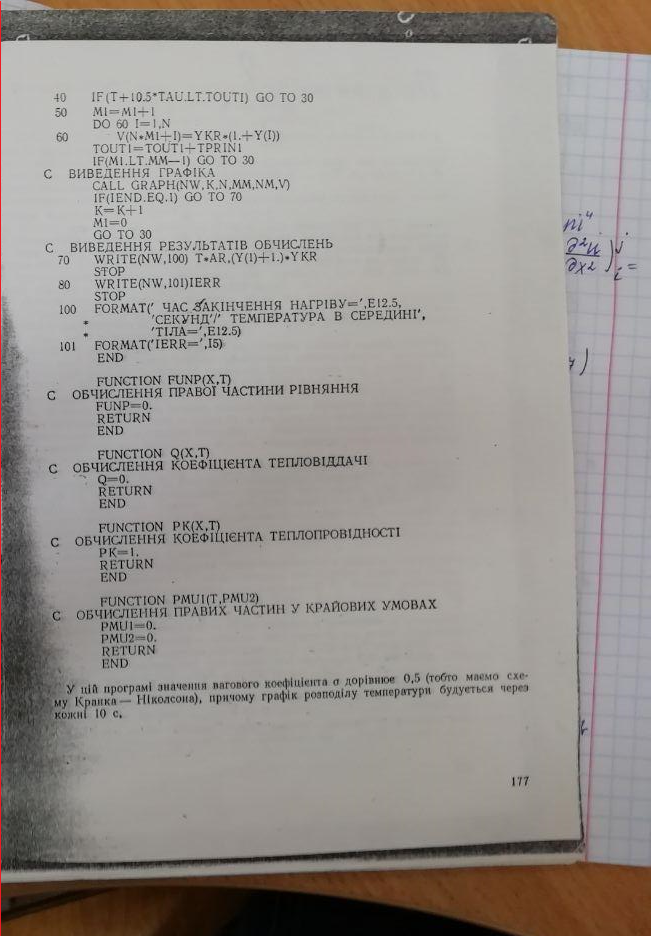 40 IF(T+10.5*TAU.LT.TOUT1) GO TO 30
50 M1=M1+1
DO 60 I=1,N
60 V(N*M1+I)=YKR*(1.+Y(I))
TOUT1=TOUT1+TPRIN1
IF(M1.LT.MM—1) GO TO 30
C ВИВЕДЕННЯ ГРАФІКА
CALL GRAPH(NW,K,N,MM,NM,V)
IF(IEND.EQ.1) GO TO 70
K=K+1
M1=0
GO TO 30
C ВИВЕДЕННЯ РЕЗУЛЬТАТІВ ОБЧИСЛЕНЬ
70 WRITE(NW,100) T*AR,(Y(1)+1.)*YKR
STOP
80 WRITE(NW,101)IERR
STOP
100 FORMAT(' ЧАС ЗАКІНЧЕННЯ НАГРІВУ=',E12.5,
* 'СЕКУНД'/' ТЕМПЕРАТУРА В СЕРЕДИНІ',
* 'ТІЛА=',E12.5)
101 FORMAT('IERR=',I5)
END
FUNCTION FUNP(X,T)
C ОБЧИСЛЕННЯ ПРАВОЇ ЧАСТИНИ РІВНЯННЯ
FUNP=0.
RETURN
END
FUNCTION Q(X,T)
C ОБЧИСЛЕННЯ КОЕФІЦІЄНТА ТЕПЛОВІДДАЧІ
Q=0.
RETURN
END
FUNCTION PK(X,T)
C ОБЧИСЛЕННЯ КОЕФІЦІЄНТА ТЕПЛОПРОВІДНОСТІ
PK=1.
RETURN
END
FUNCTION PMU1(T,PMU2)
C ОБЧИСЛЕННЯ ПРАВИХ ЧАСТИН У КРАЙОВИХ УМОВАХ
PMU1=0.
PMU2=0.
RETURN
END
У цій програмі значення вагового коефіцієнта σ дорівнює 0,5 (тобто маємо схе-
му Кранка — Ніколсона), причому графік розподілу температури будується через
кожні 10 с.
177